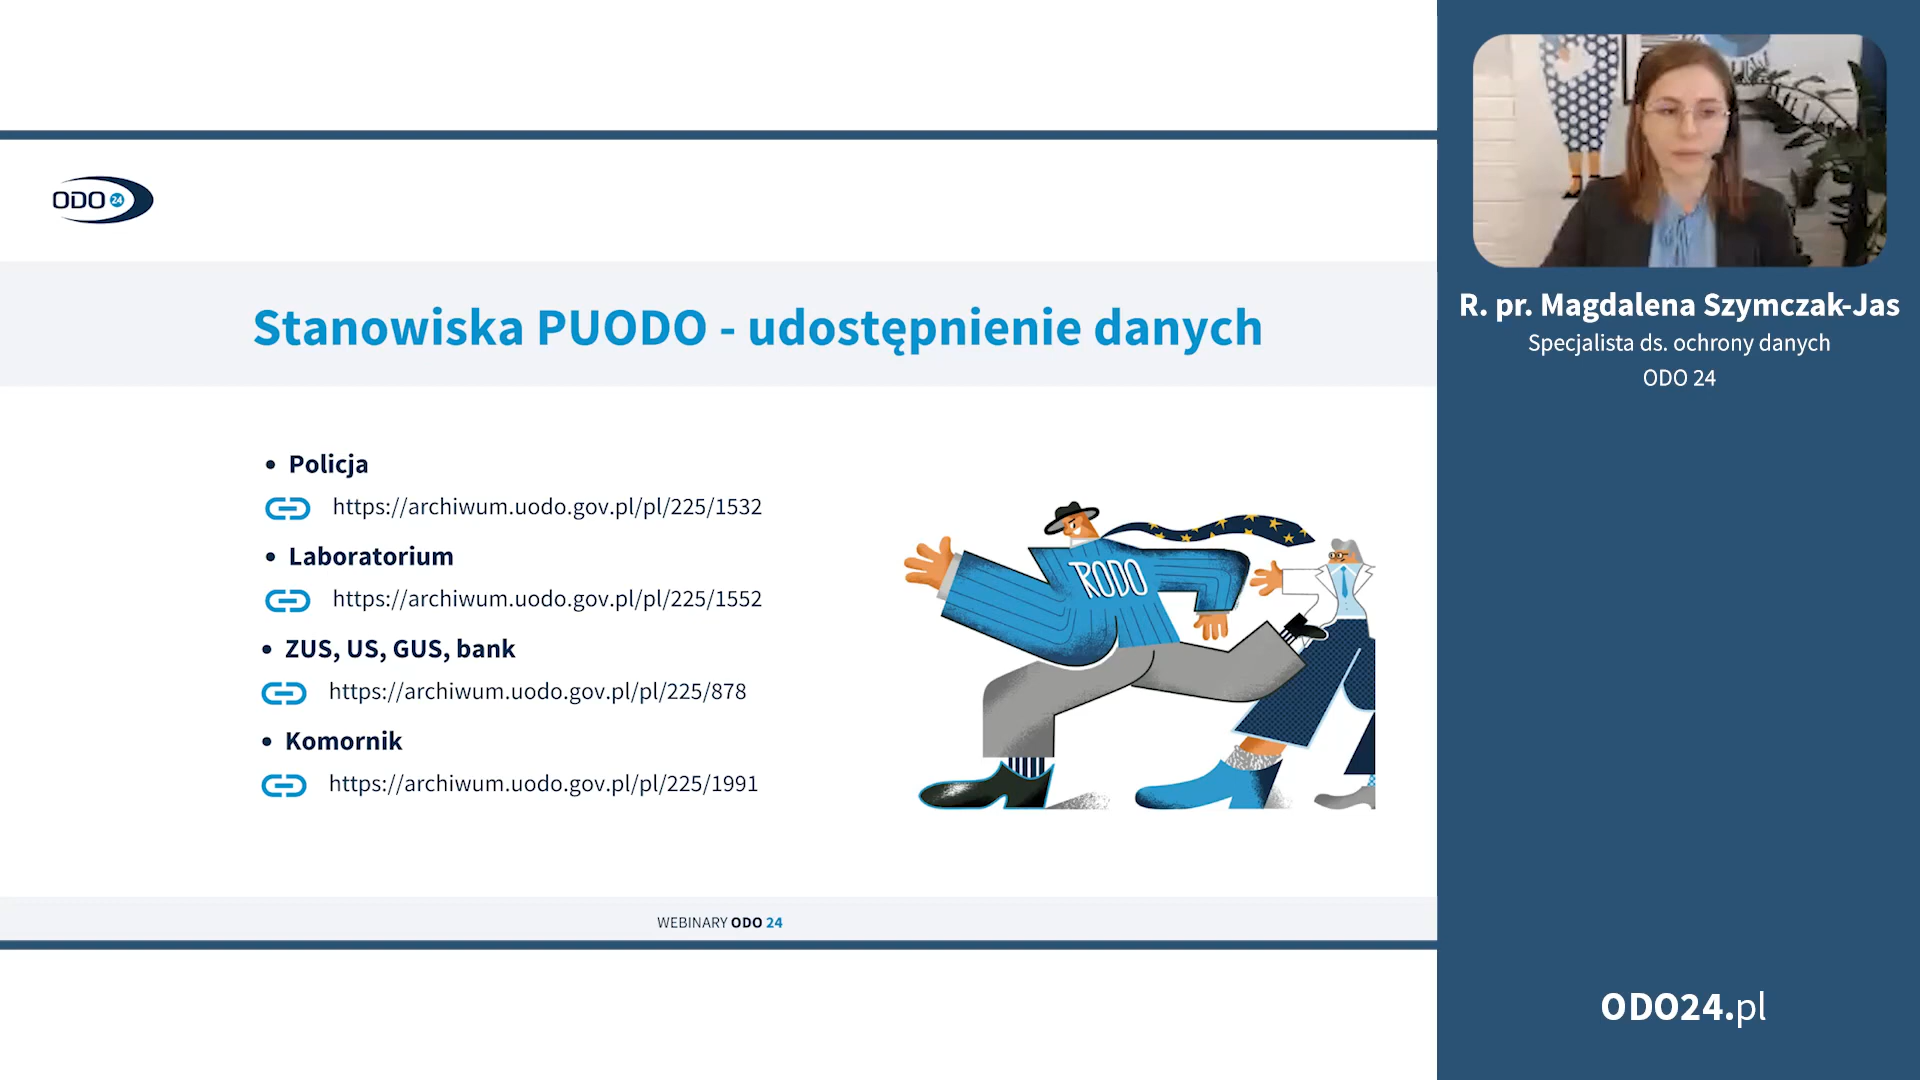 ODO 24
Stanowiska PUODO - udostępnienie danych
• Policja
https://archiwum.uodo.gov.pl/pl/225/1532
• Laboratorium
https://archiwum.uodo.gov.pl/pl/225/1552
• ZUS, US, GUS, bank
https://archiwum.uodo.gov.pl/pl/225/878
• Komornik
https://archiwum.uodo.gov.pl/pl/225/1991
RODO
WEBINARY ODO 24
R. pr. Magdalena Szymczak-Jas
Specjalista ds. ochrony danych
ODO 24
ODO24.pl